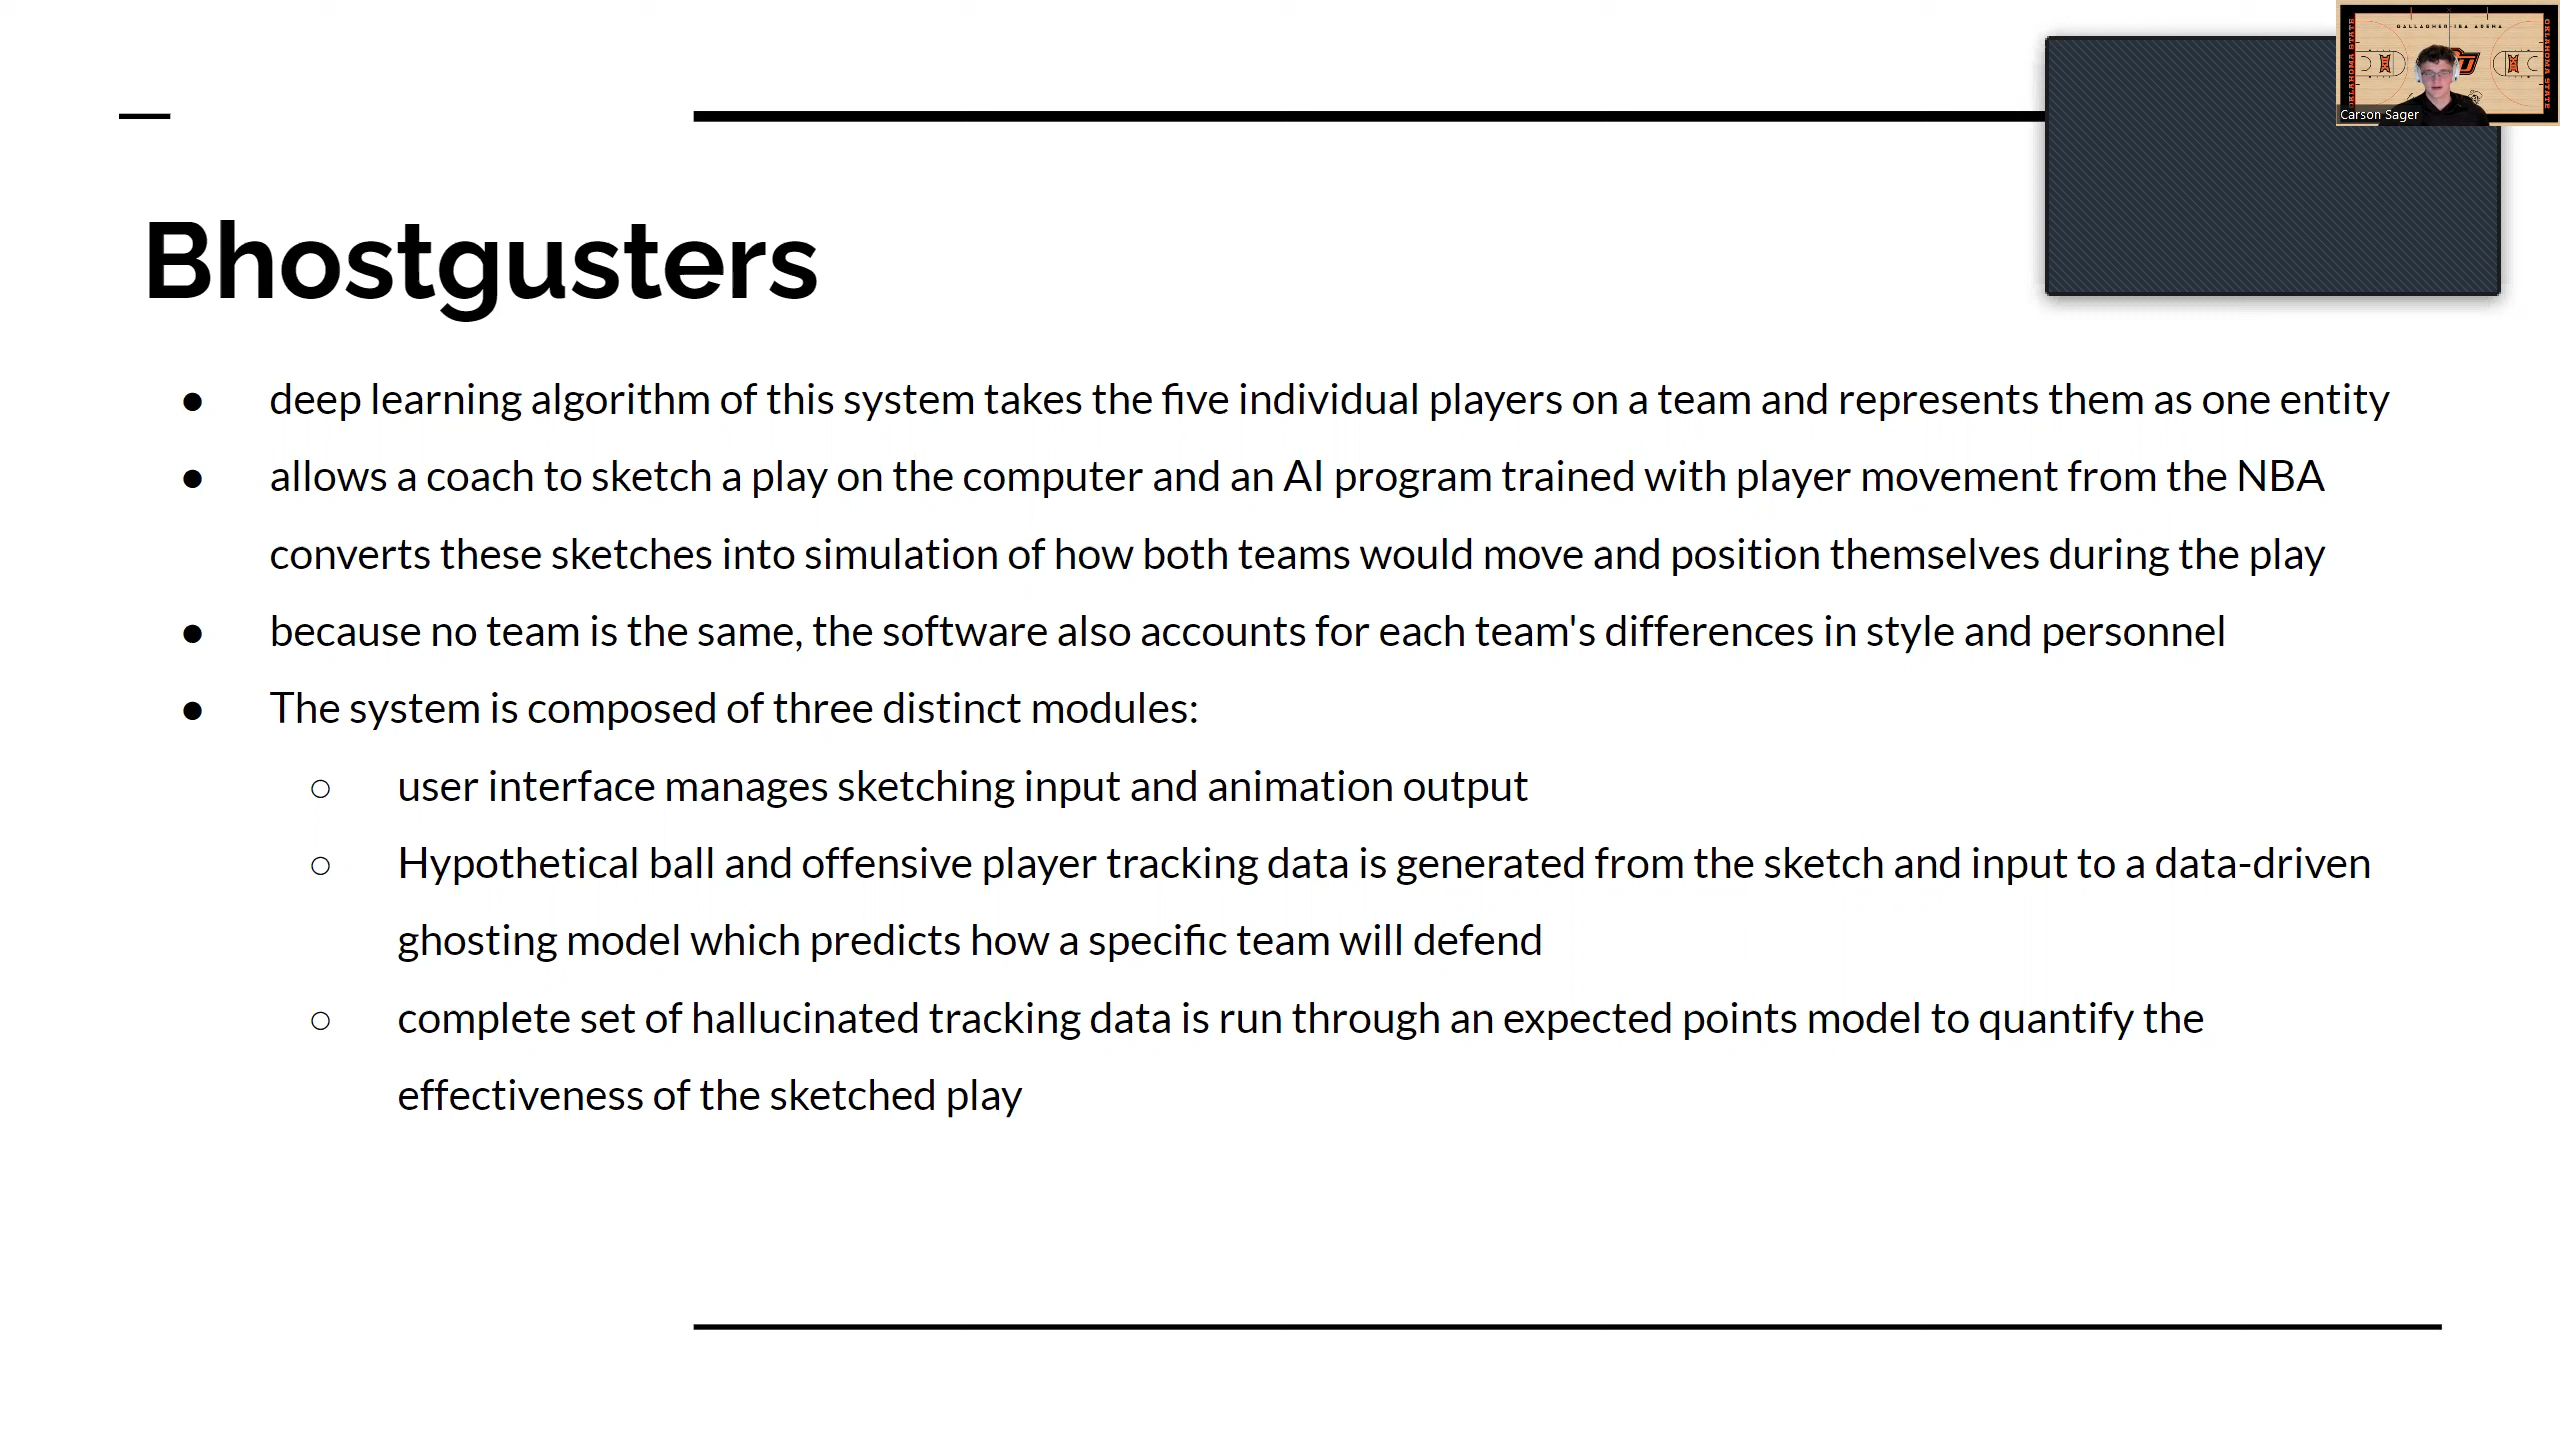 GALLAGHER-IBA ARENA
OKLAHOMA STATE
OKLAHOMA STATE
Carson Sager
Bhostgusters
● deep learning algorithm of this system takes the five individual players on a team and represents them as one entity
● allows a coach to sketch a play on the computer and an AI program trained with player movement from the NBA
converts these sketches into simulation of how both teams would move and position themselves during the play
● because no team is the same, the software also accounts for each team's differences in style and personnel
● The system is composed of three distinct modules:
○ user interface manages sketching input and animation output
○ Hypothetical ball and offensive player tracking data is generated from the sketch and input to a data-driven
ghosting model which predicts how a specific team will defend
○ complete set of hallucinated tracking data is run through an expected points model to quantify the
effectiveness of the sketched play